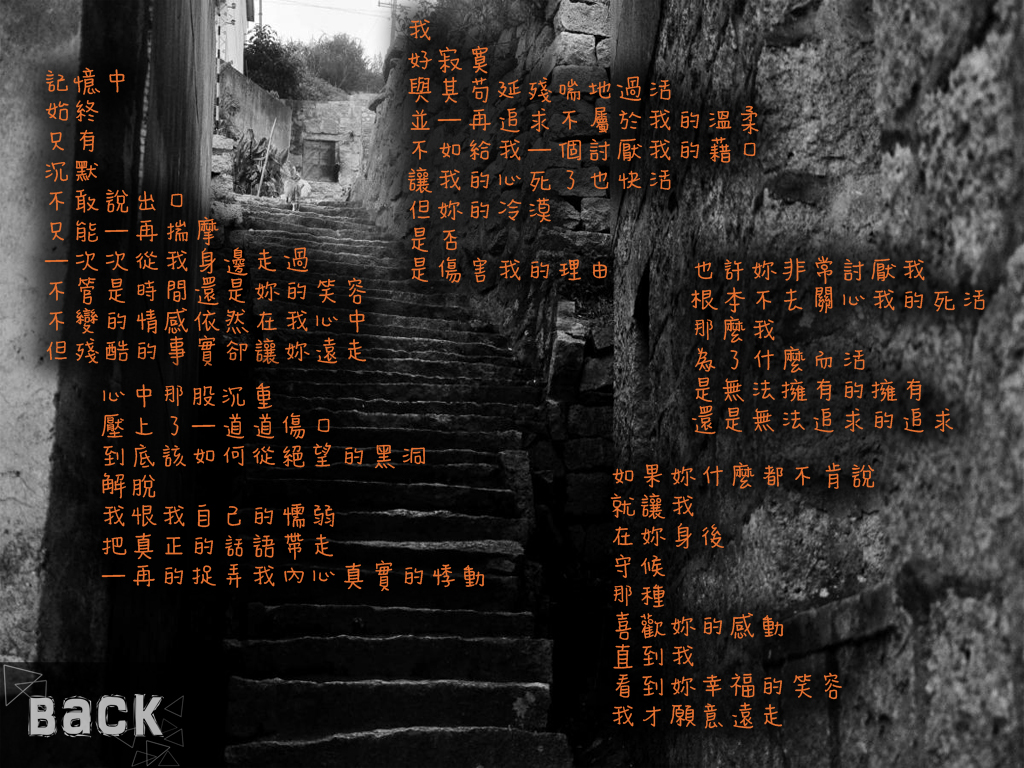 記憶中
始終
只有
沉默
不敢說出口
只能一再揣摩
一次次從我身邊走過
不管是時間還是妳的笑容
不變的情感依然在我心中
但殘酷的事實卻讓妳遠走
心中那股沉重
壓上了一道道傷口
到底該如何從絕望的黑洞
解脫
我恨我自己的懦弱
把真正的話語帶走
一再的捉弄我內心真實的悸動
我
好寂寞
與其苟延殘喘地過活
並一再追求不屬於我的溫柔
不如給我一個討厭我的藉口
讓我的心死了也快活
但妳的冷漠
是否
是傷害我的理由
也許妳非常討厭我
根本不去關心我的死活
那麼我
為了什麼而活
是無法擁有的擁有
還是無法追求的追求
如果妳什麼都不肯說
就讓我
在妳身後
守候
那種
喜歡妳的感動
直到我
看到妳幸福的笑容
我才願意遠走
BACK